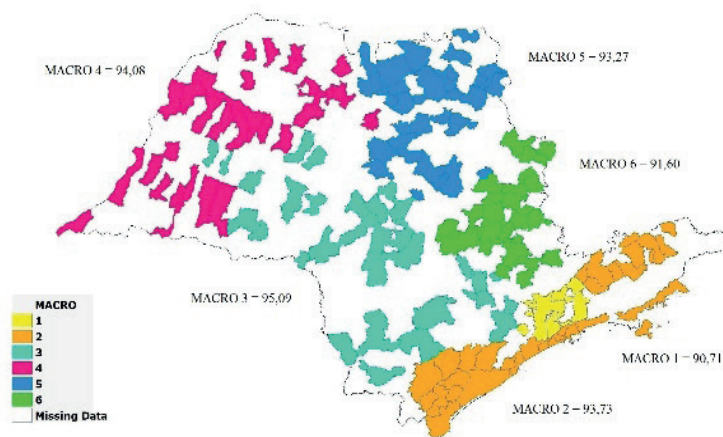 MACRO 5 = 93,27
MACRO 4 = 94,08
MACRO 6 = 91,60
MACRO 3 = 95,09
MACRO
1
2
3
4
5
6
Missing Data
MACRO 1 = 90,71
MACRO 2 = 93,73